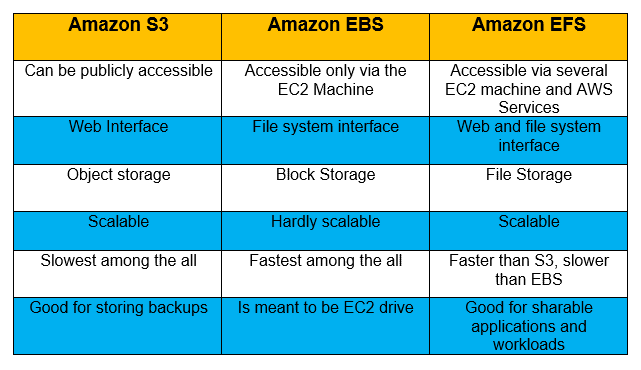 Amazon S3 Amazon EBS Amazon EFS
Can be publicly accessible Accessible only via the Accessible via several
EC2 Machine EC2 machine and AWS
Services
Web Interface File system interface Web and file system
interface
Object storage Block Storage File Storage
Scalable Hardly scalable Scalable
Slowest among the all Fastest among the all Faster than S3, slower
than EBS
Good for storing backups Is meant to be EC2 drive Good for sharable
applications and
workloads